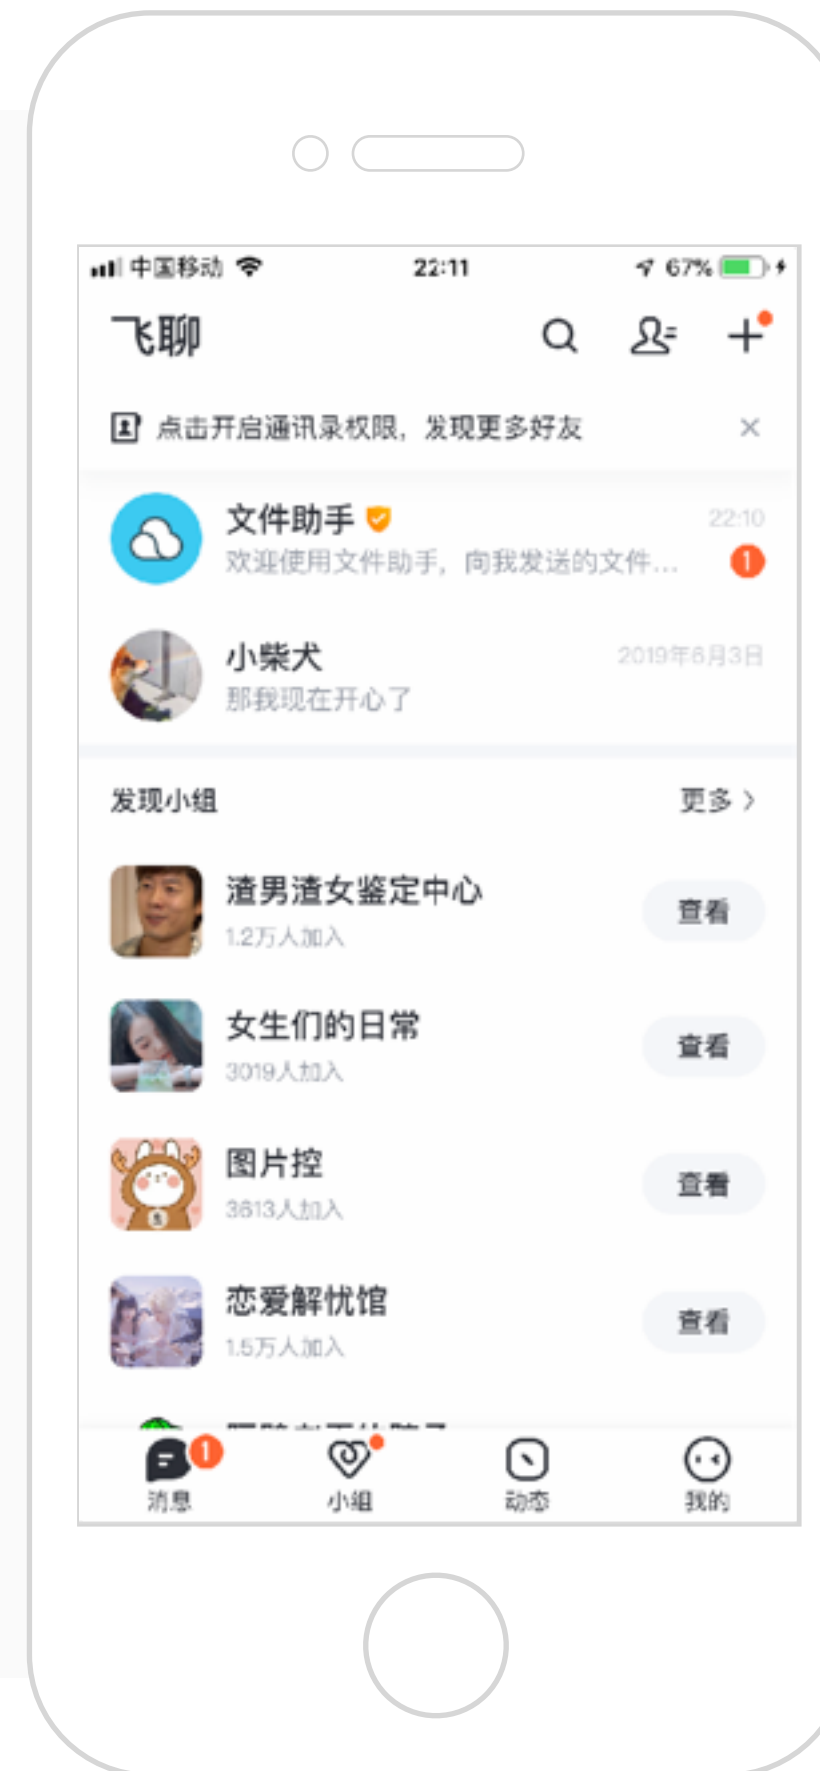 中国移动 22:11 67%
飞聊
点击开启通讯录权限，发现更多好友
文件助手 22:10
欢迎使用文件助手，向我发送的文件... 1
小柴犬 2019年6月3日
那我现在开心了
发现小组 更多
渣男渣女鉴定中心
1.2万人加入 查看
女生们的日常
3019人加入 查看
图片控
3613人加入 查看
恋爱解忧馆
1.5万人加入 查看
1
消息 小组 动态 我的